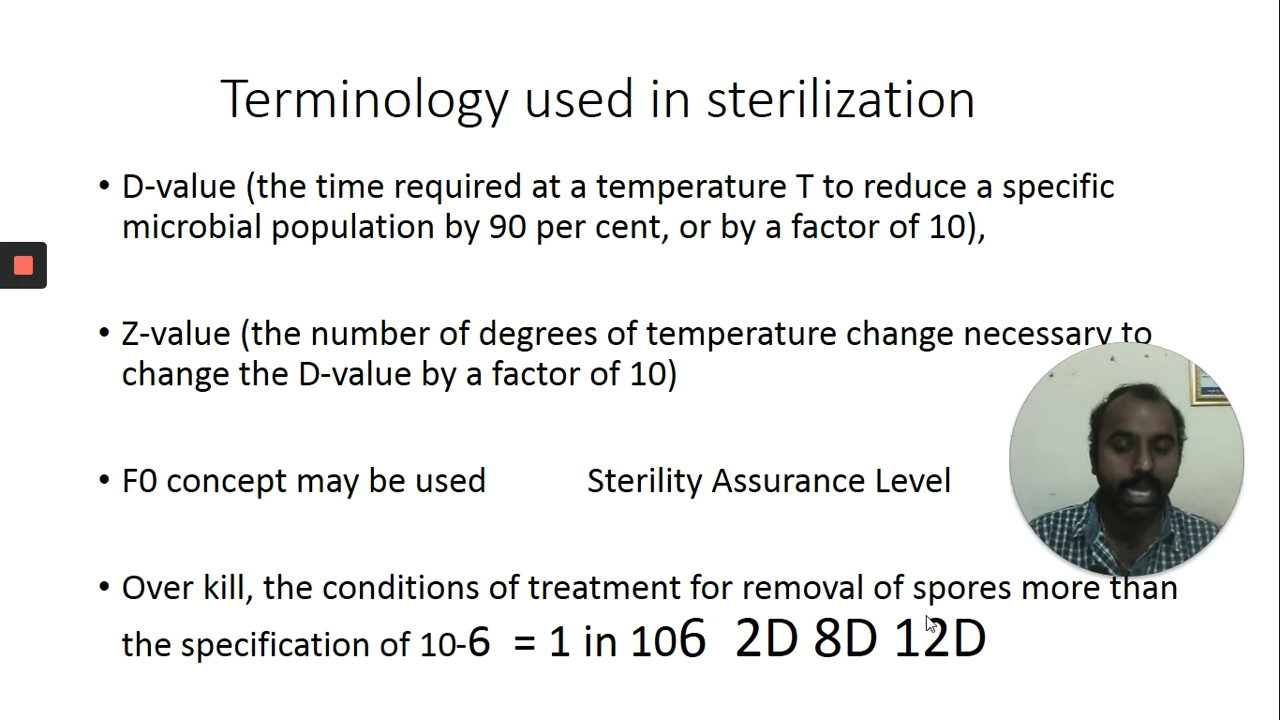 Terminology used in sterilization
• D-value (the time required at a temperature T to reduce a specific
microbial population by 90 per cent, or by a factor of 10),
• Z-value (the number of degrees of temperature change necessary to
change the D-value by a factor of 10)
• F0 concept may be used Sterility Assurance Level
• Over kill, the conditions of treatment for removal of spores more than
the specification of 10-6 = 1 in 106 2D 8D 12D